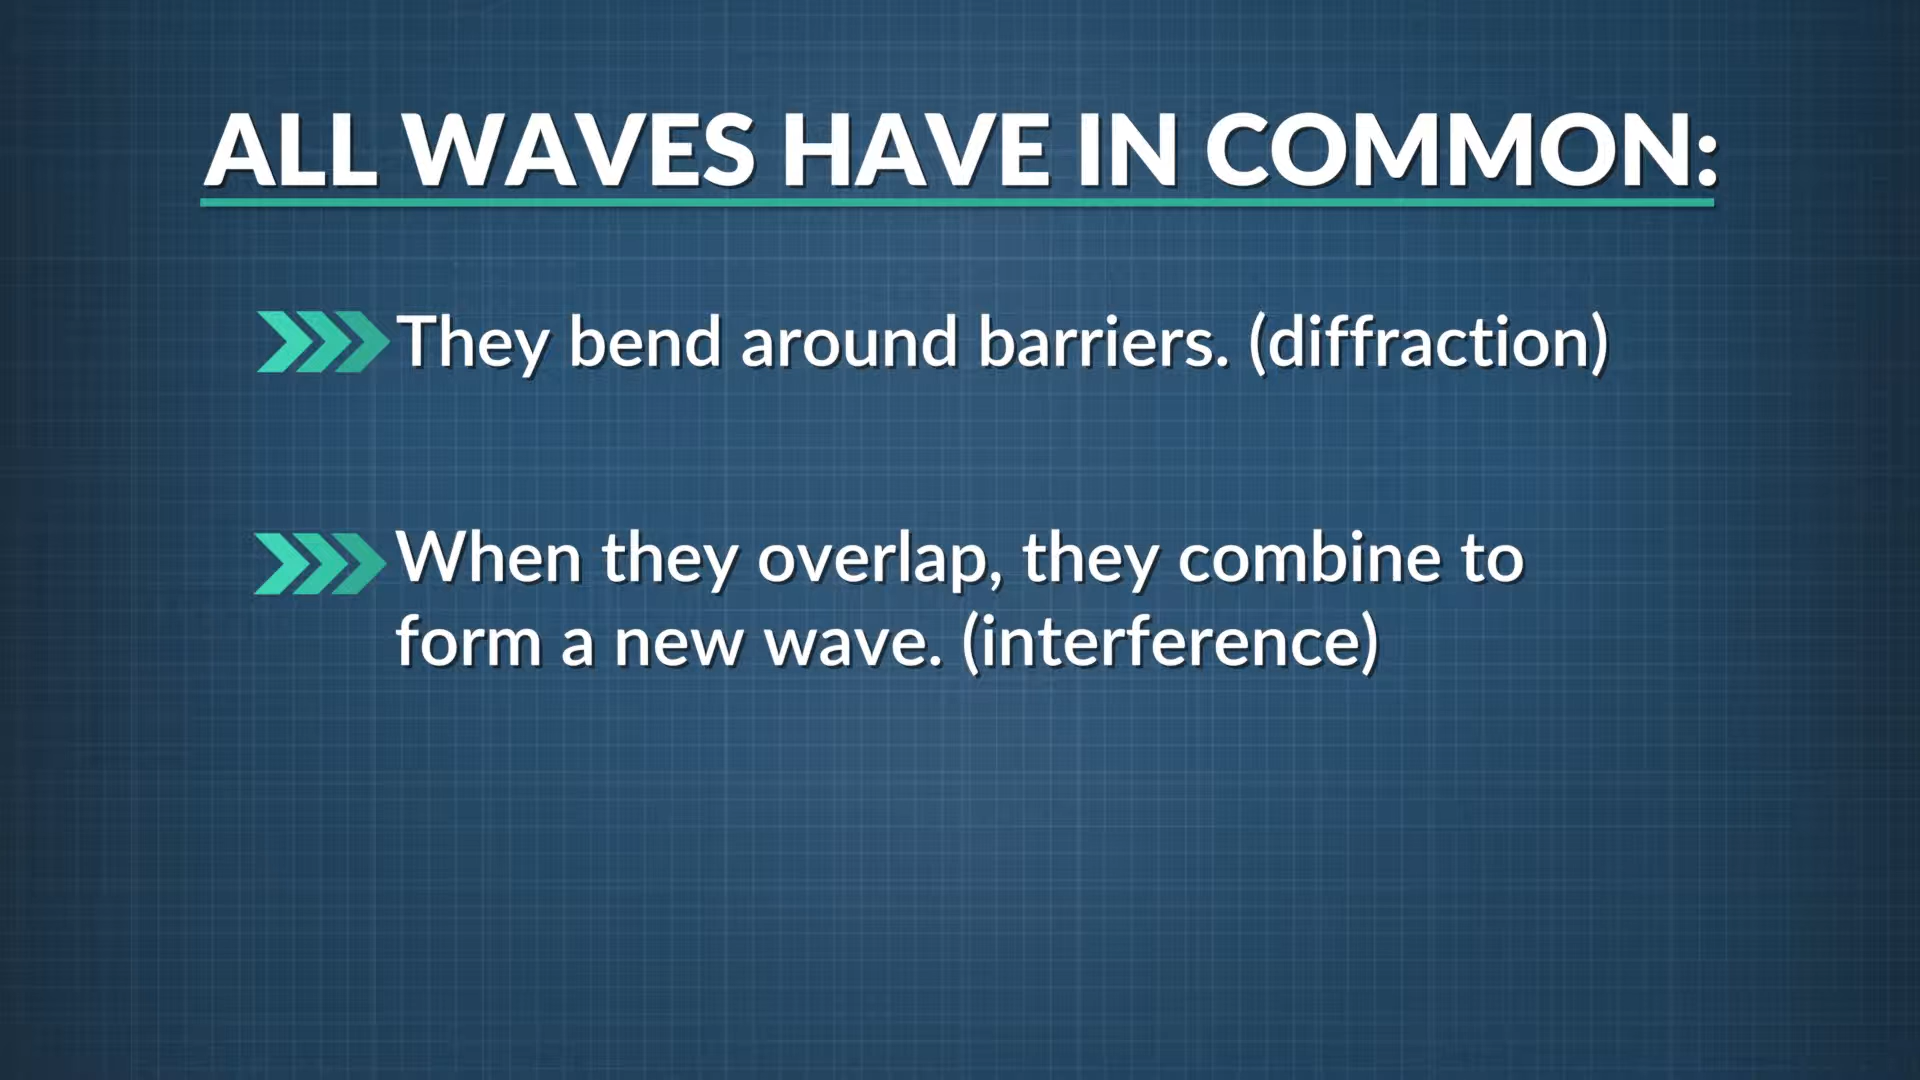 ALL WAVES HAVE IN COMMON:
They bend around barriers. (diffraction)
When they overlap, they combine to
form a new wave. (interference)